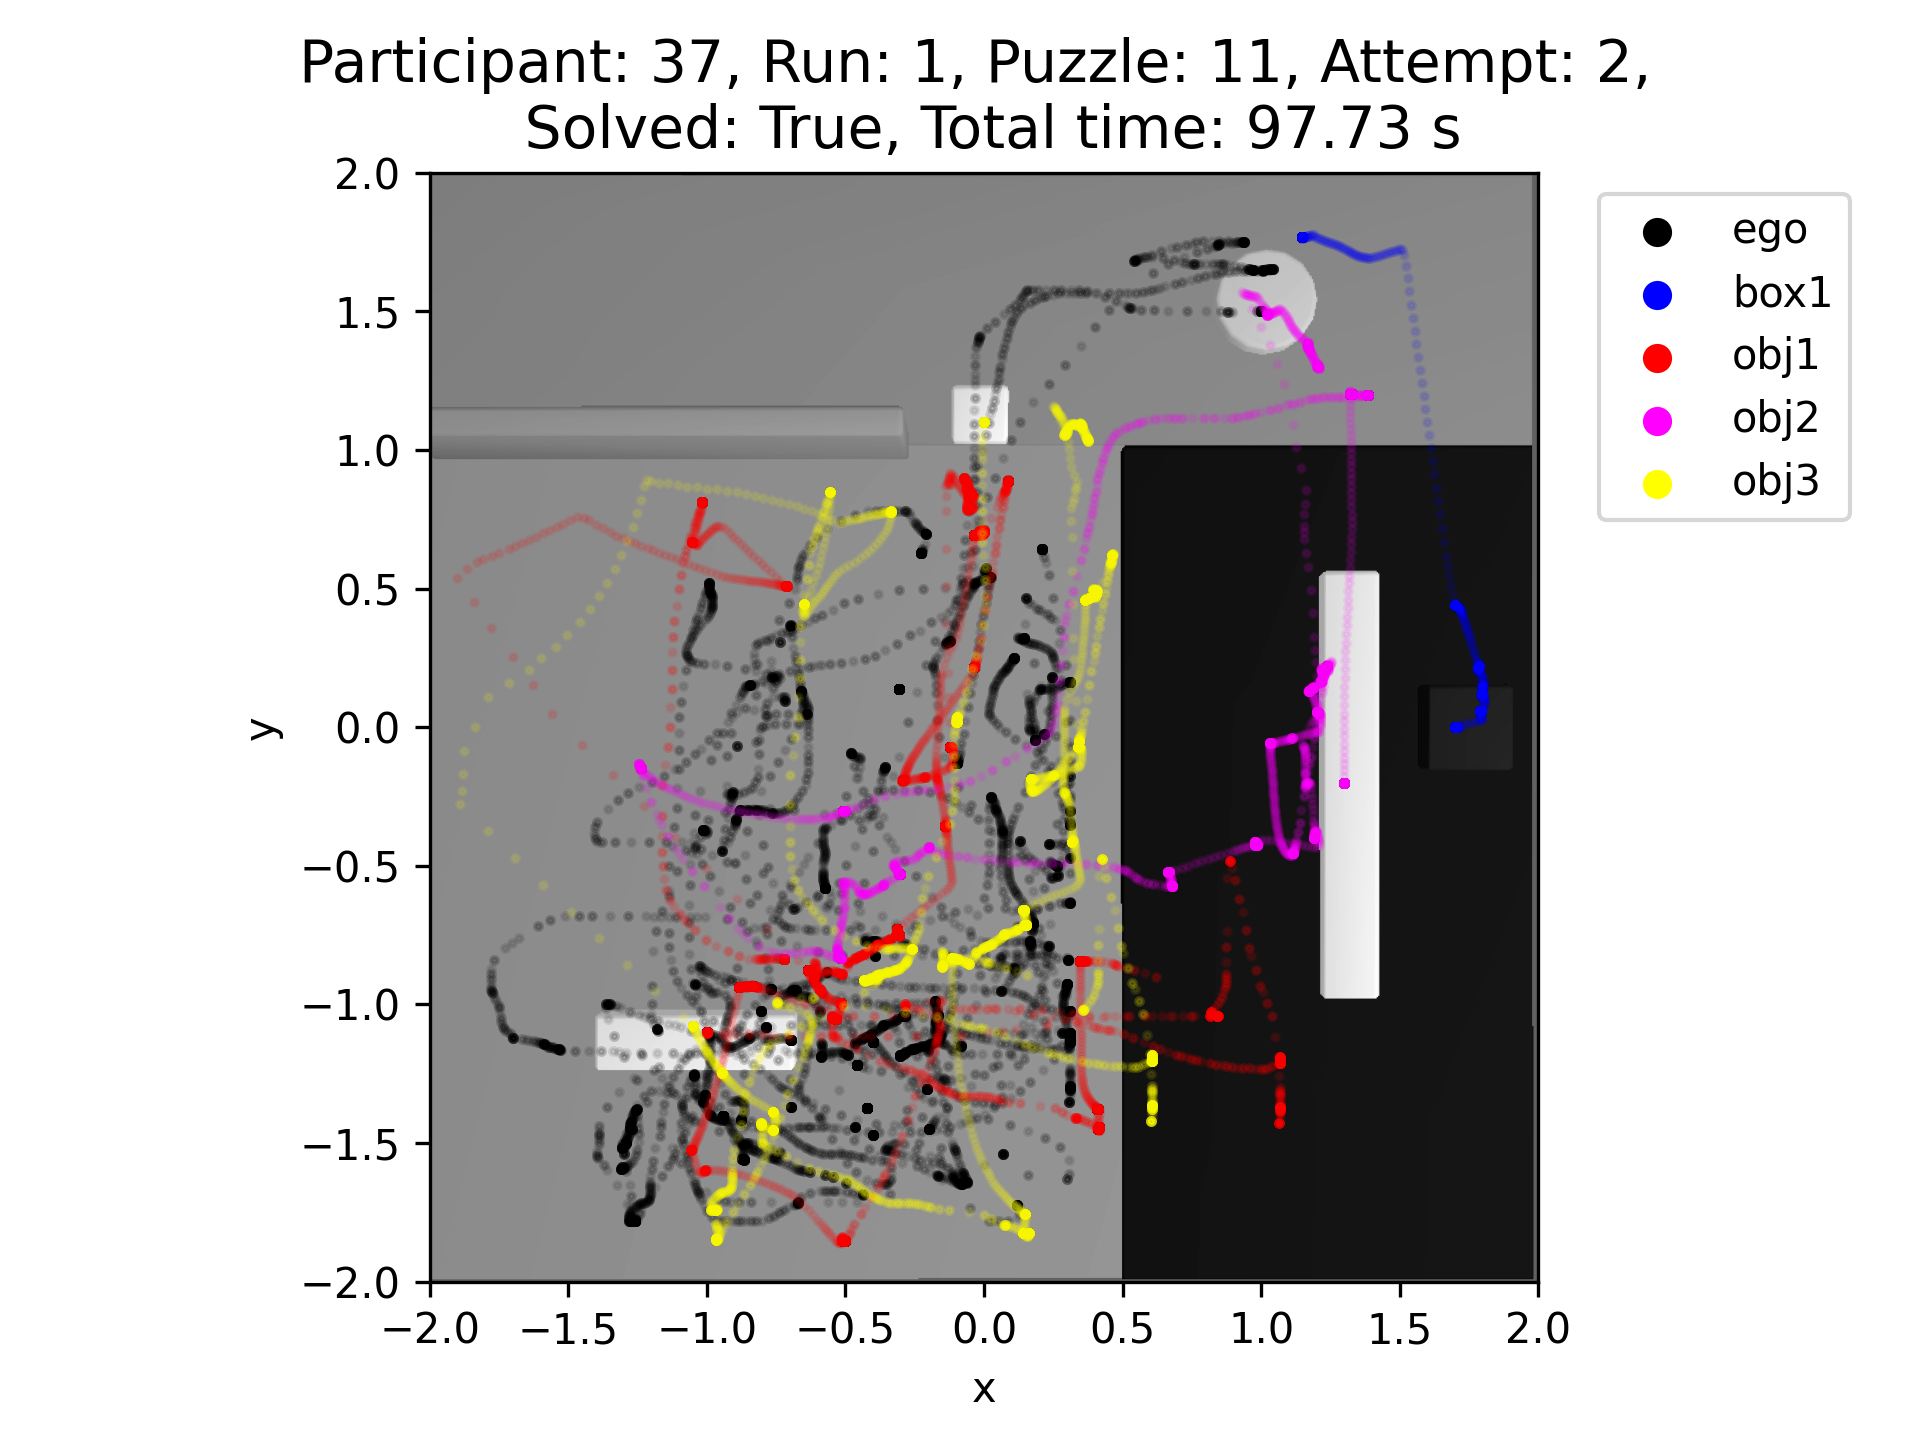 Participant: 37, Run: 1, Puzzle: 11, Attempt: 2,
Solved: True, Total time: 97.73 s
2.0
1.5
1.0
0.5
0.0
−0.5
−1.0
−1.5
−2.0
y
−2.0 −1.5 −1.0 −0.5 0.0 0.5 1.0 1.5 2.0
x
ego
box1
obj1
obj2
obj3